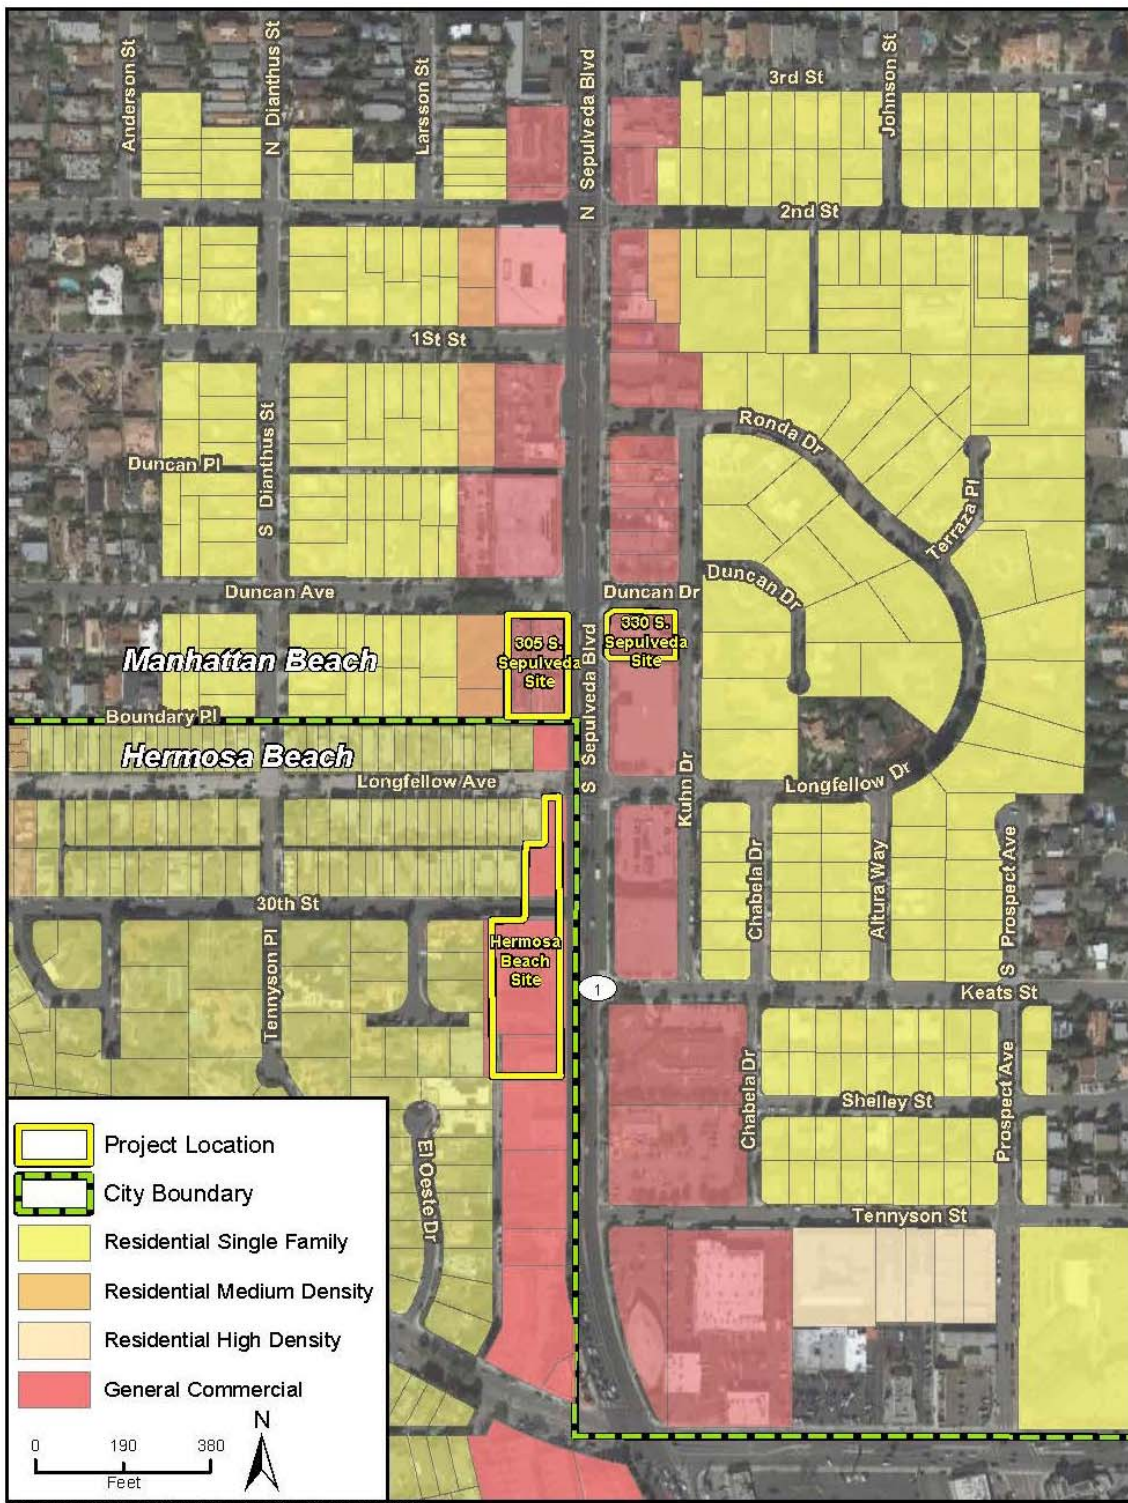 3rd St
Anderson St
N Dianthus St
Larsson St
N Sepulveda Blvd
Johnson St
2nd St
1St St
Ronda Dr
Duncan Pl
S Dianthus St
Terraza Pl
Duncan Ave
Duncan Dr
Duncan Dr
305 S.
Sepulveda
Site
330 S.
Sepulveda
Site
Manhattan Beach
S Sepulveda Blvd
Boundary Pl
Hermosa Beach
Longfellow Ave
Longfellow Dr
Kuhn Dr
Chabela Dr
Altura Way
S Prospect Ave
30th St
Tennyson Pl
Hermosa
Beach
Site
1
Keats St
Chabela Dr
Shelley St
Prospect Ave
El Oeste Dr
Tennyson St
Project Location
City Boundary
Residential Single Family
Residential Medium Density
Residential High Density
General Commercial
0 190 380
Feet
N